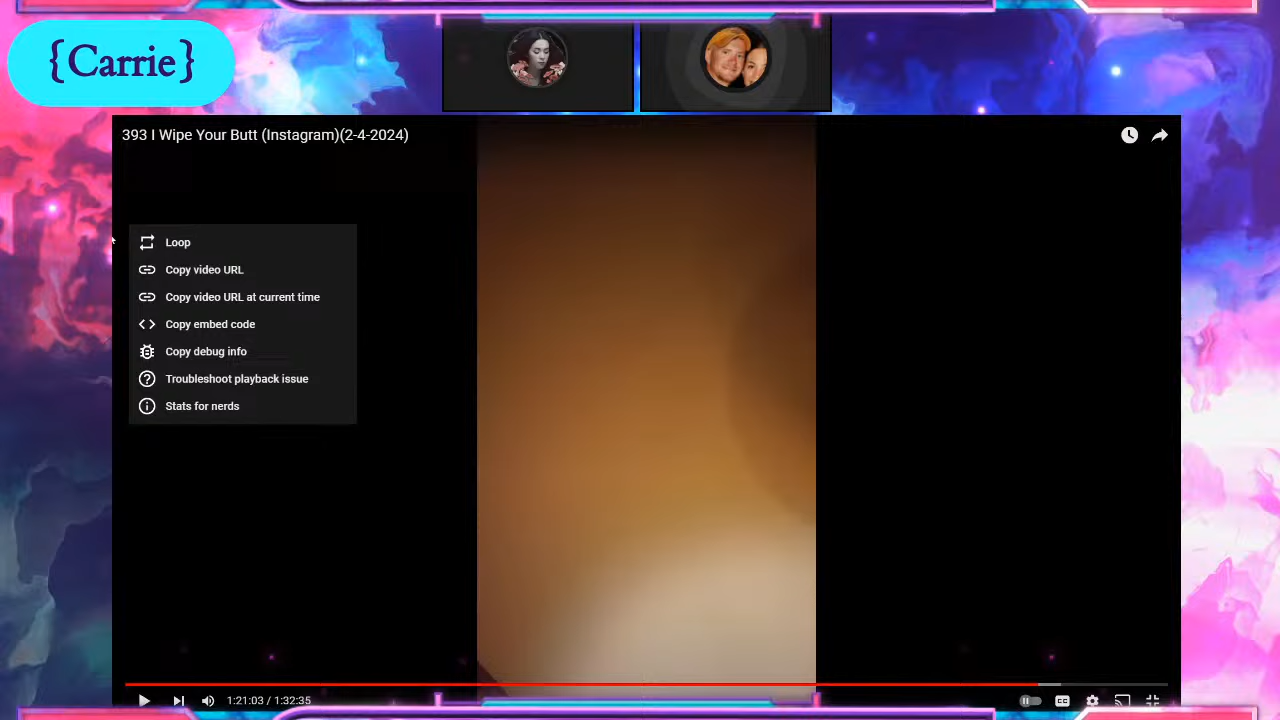 {Carrie}
393 I Wipe Your Butt (Instagram)(2-4-2024)
Loop
Copy video URL
Copy video URL at current time
Copy embed code
Copy debug info
Troubleshoot playback issue
Stats for nerds
1:21:03 / 1:32:35
CC